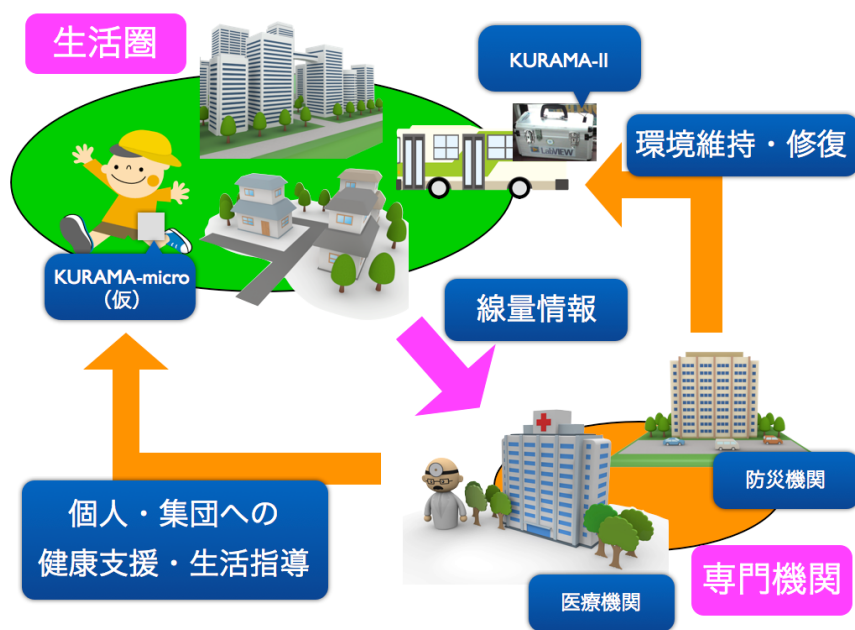 生活圏
KURAMA-II
LabVIEW
環境維持・修復
KURAMA-micro
（仮）
線量情報
個人・集団への
健康支援・生活指導
防災機関
医療機関
専門機関